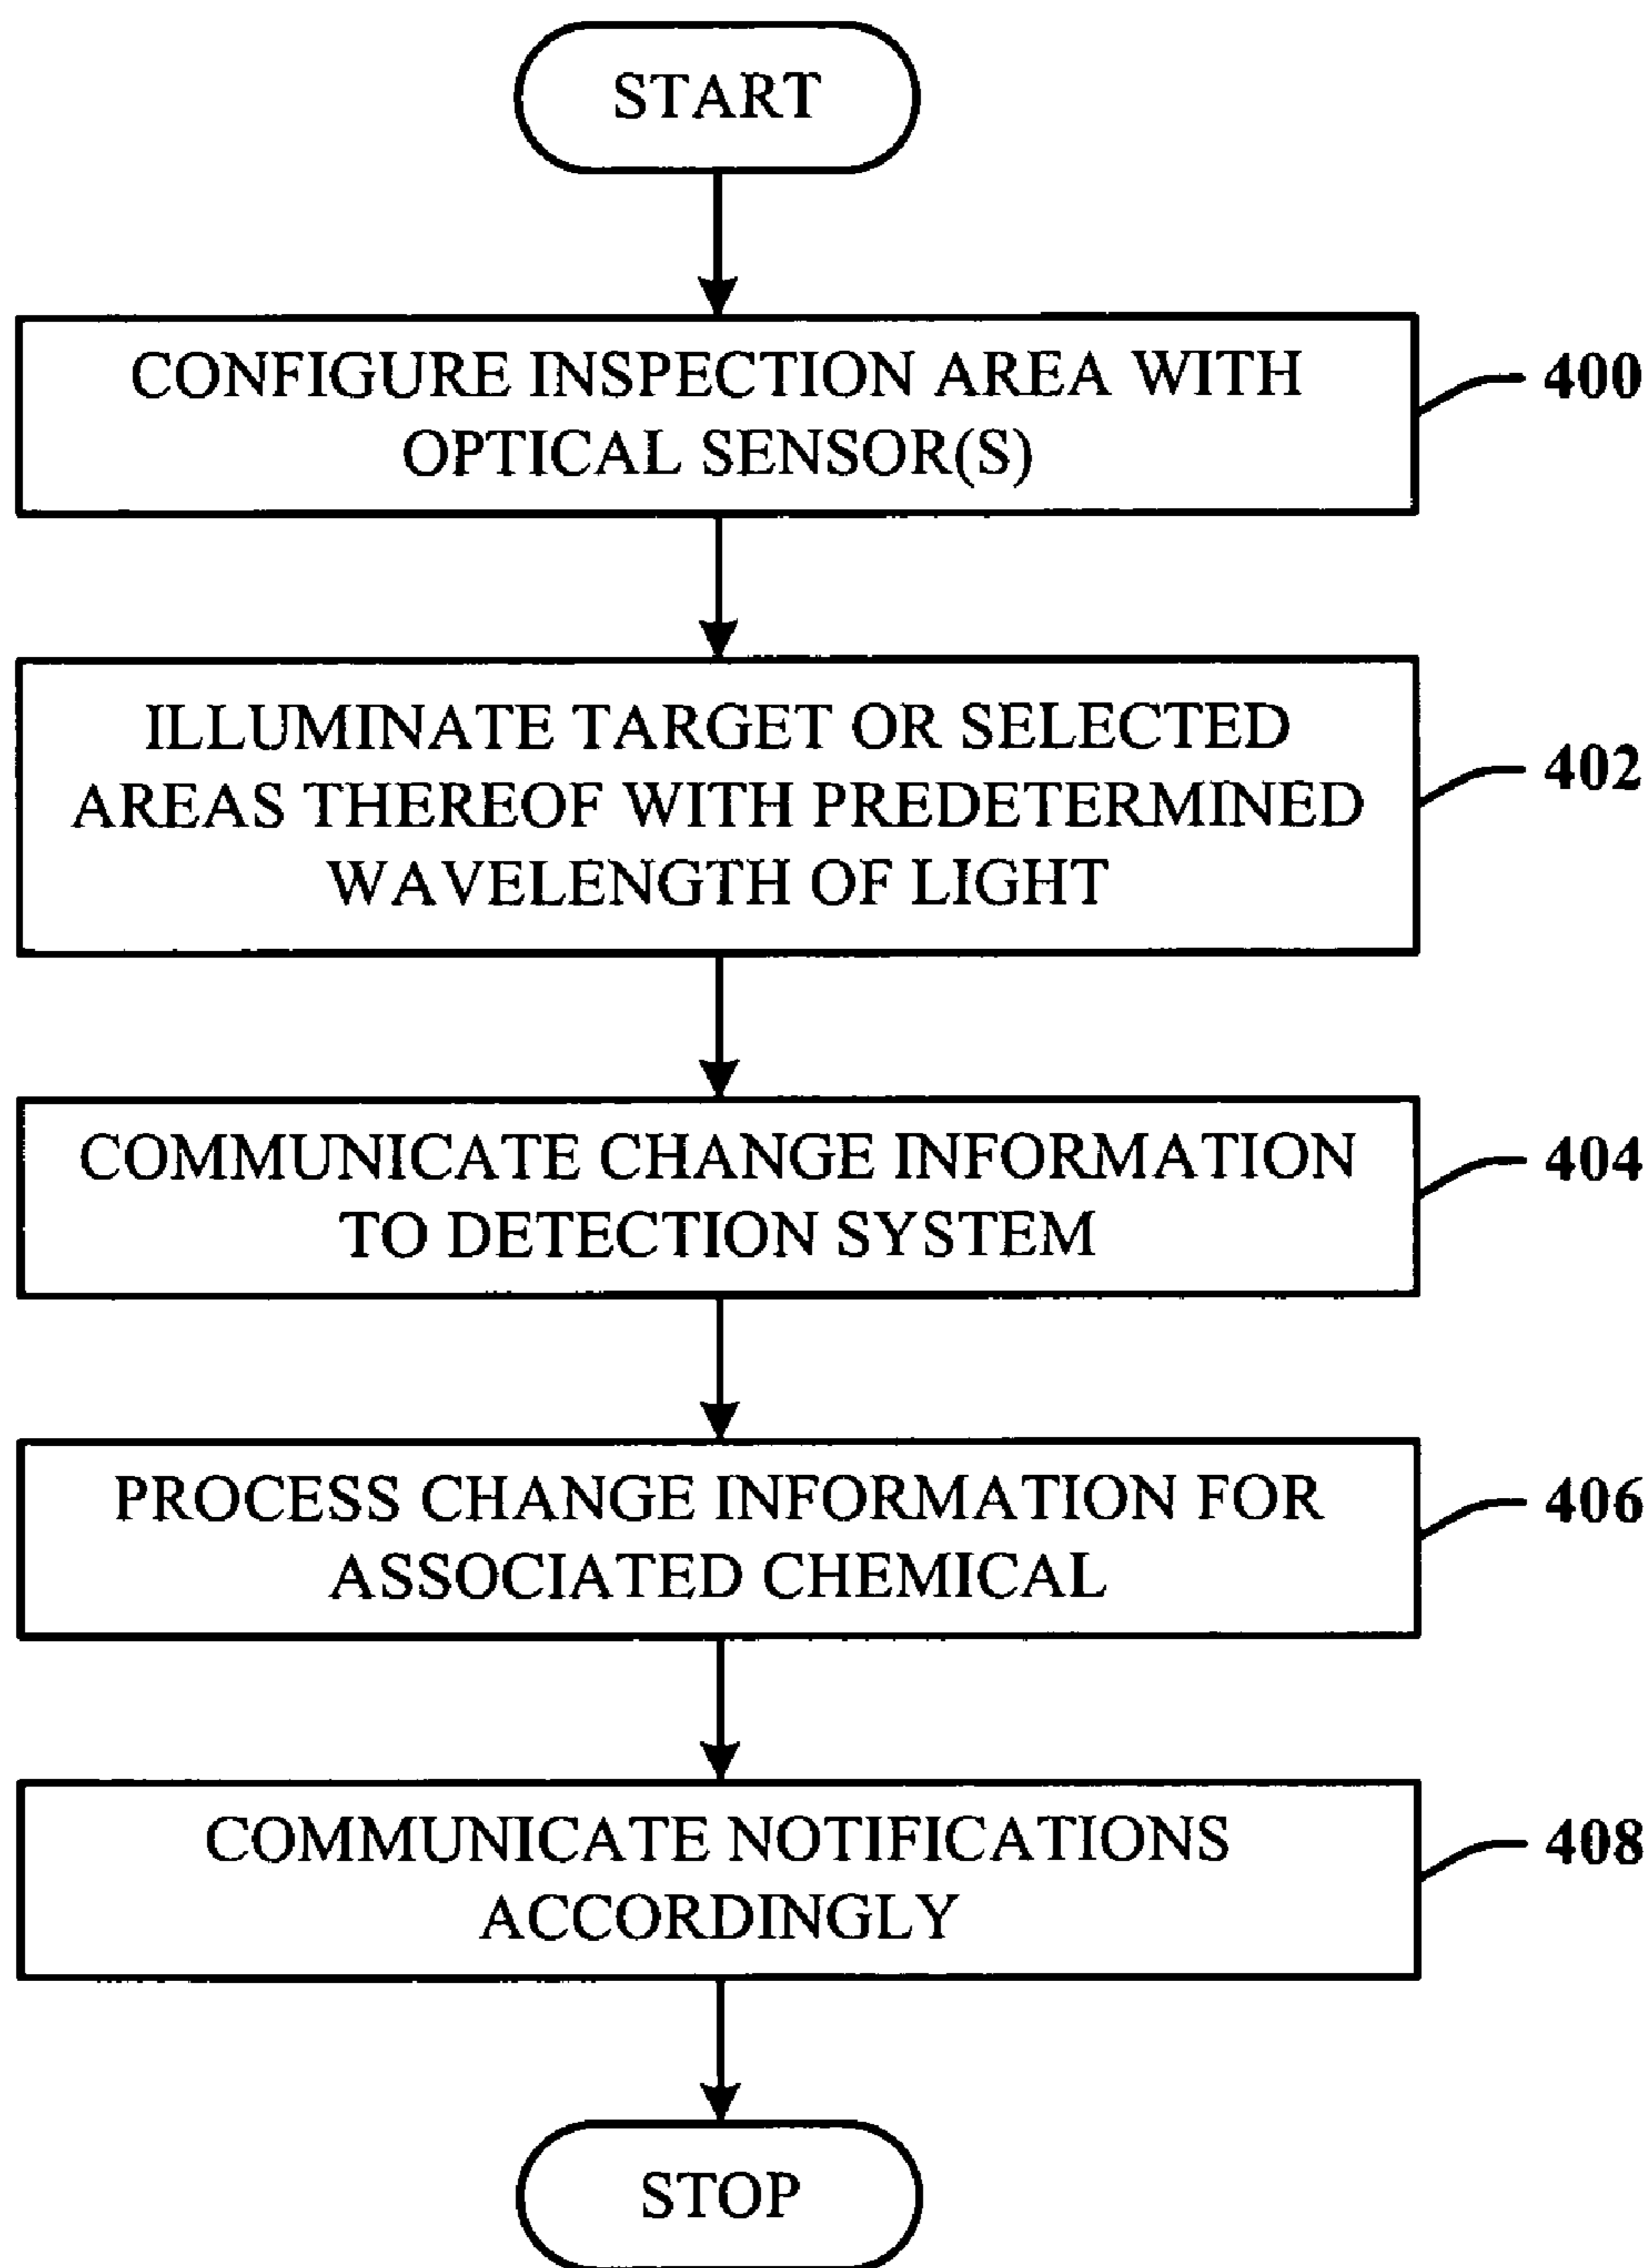 START
CONFIGURE INSPECTION AREA WITH
OPTICAL SENSOR(S)
400
ILLUMINATE TARGET OR SELECTED
AREAS THEREOF WITH PREDETERMINED
WAVELENGTH OF LIGHT
402
COMMUNICATE CHANGE INFORMATION
TO DETECTION SYSTEM
404
PROCESS CHANGE INFORMATION FOR
ASSOCIATED CHEMICAL
406
COMMUNICATE NOTIFICATIONS
ACCORDINGLY
408
STOP